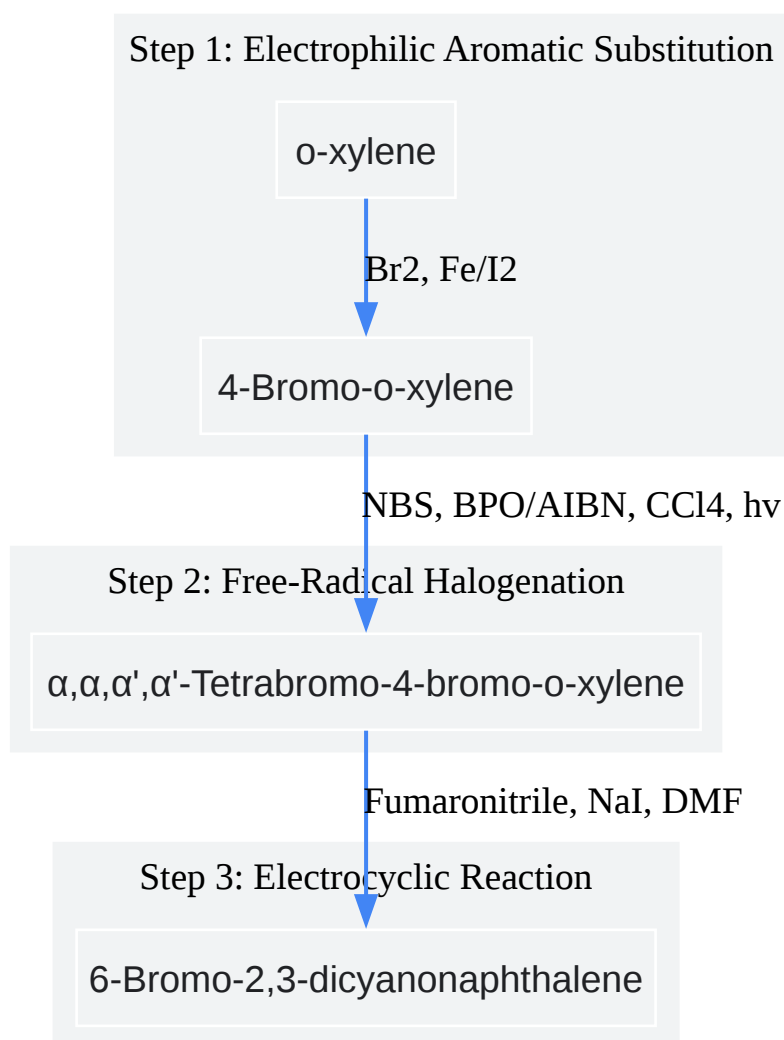 Step 1: Electrophilic Aromatic Substitution
o-xylene
Br2, Fe/I2
4-Bromo-o-xylene
NBS, BPO/AIBN, CCl4, hv
Step 2: Free-Radical Halogenation
α,α,α',α'-Tetrabromo-4-bromo-o-xylene
Fumaronitrile, NaI, DMF
Step 3: Electrocyclic Reaction
6-Bromo-2,3-dicyanonaphthalene